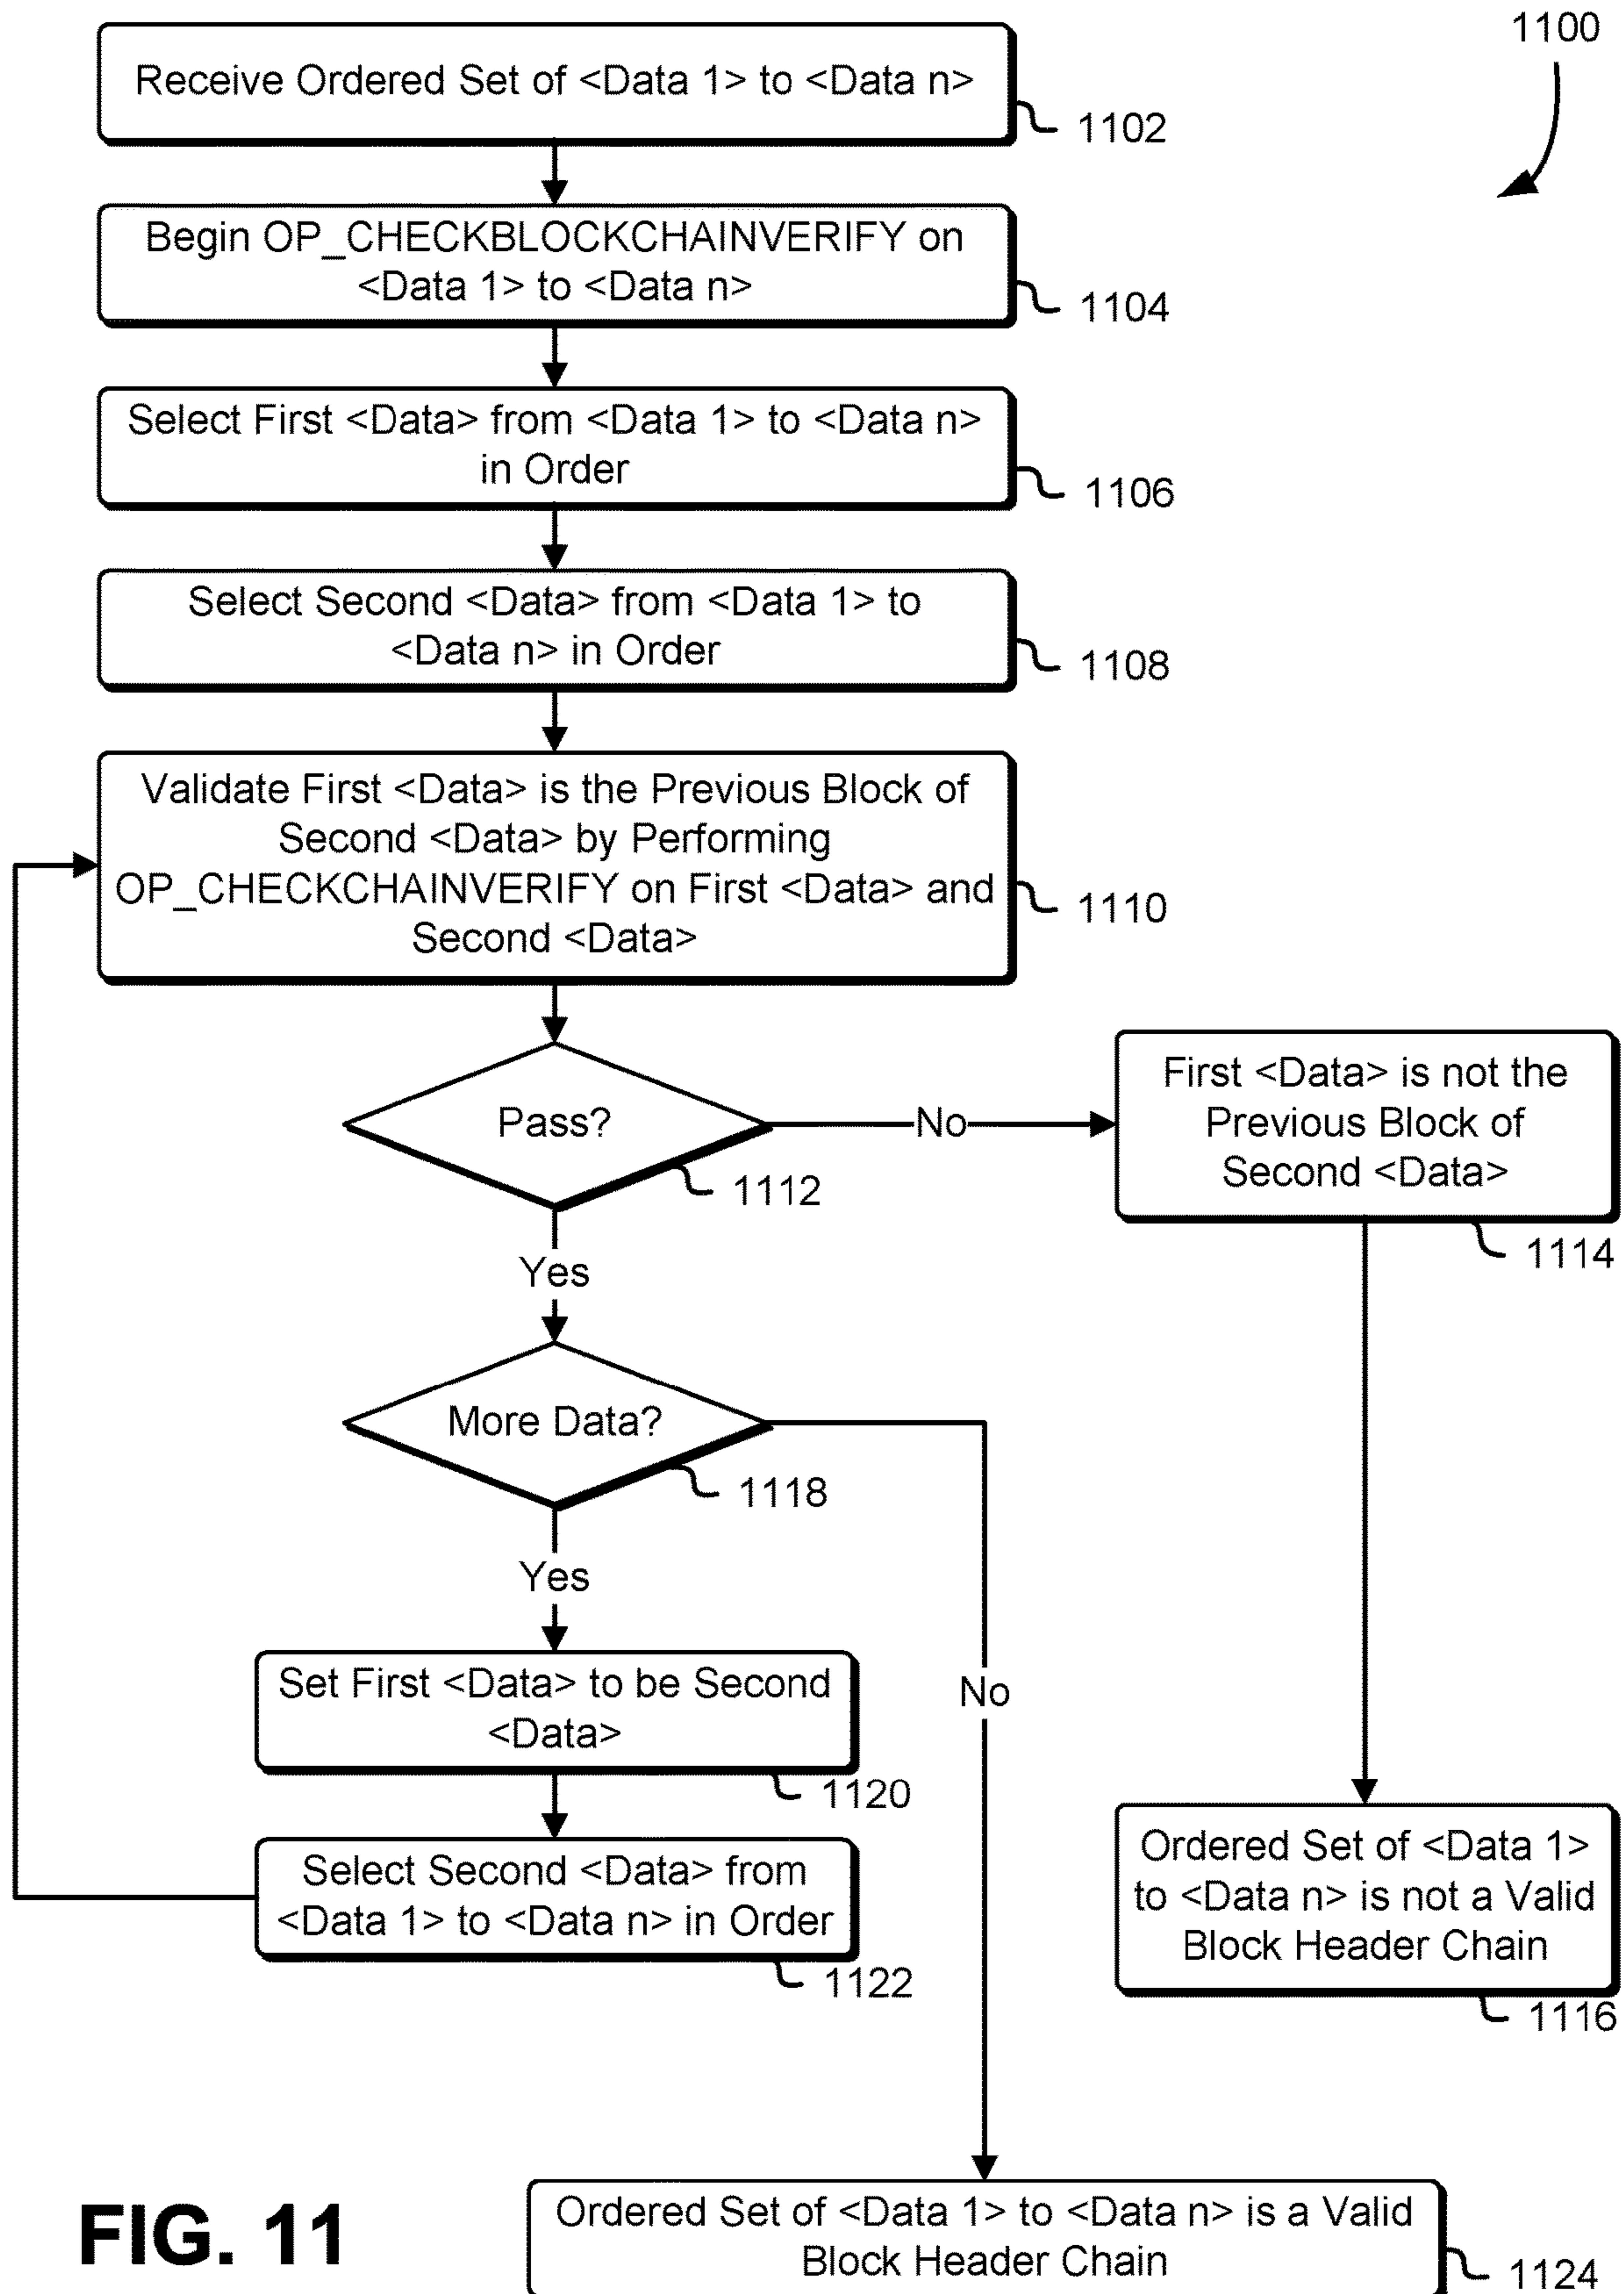 1100
Receive Ordered Set of <Data 1> to <Data n>
1102
Begin OP_CHECKBLOCKCHAINVERIFY on
<Data 1> to <Data n>
1104
Select First <Data> from <Data 1> to <Data n>
in Order
1106
Select Second <Data> from <Data 1> to
<Data n> in Order
1108
Validate First <Data> is the Previous Block of
Second <Data> by Performing
OP_CHECKCHAINVERIFY on First <Data> and
Second <Data>
1110
Pass?
1112
No
First <Data> is not the
Previous Block of
Second <Data>
1114
Yes
More Data?
1118
Yes
No
Set First <Data> to be Second
<Data>
1120
Select Second <Data> from
<Data 1> to <Data n> in Order
1122
Ordered Set of <Data 1>
to <Data n> is not a Valid
Block Header Chain
1116
Ordered Set of <Data 1> to <Data n> is a Valid
Block Header Chain
1124
FIG. 11